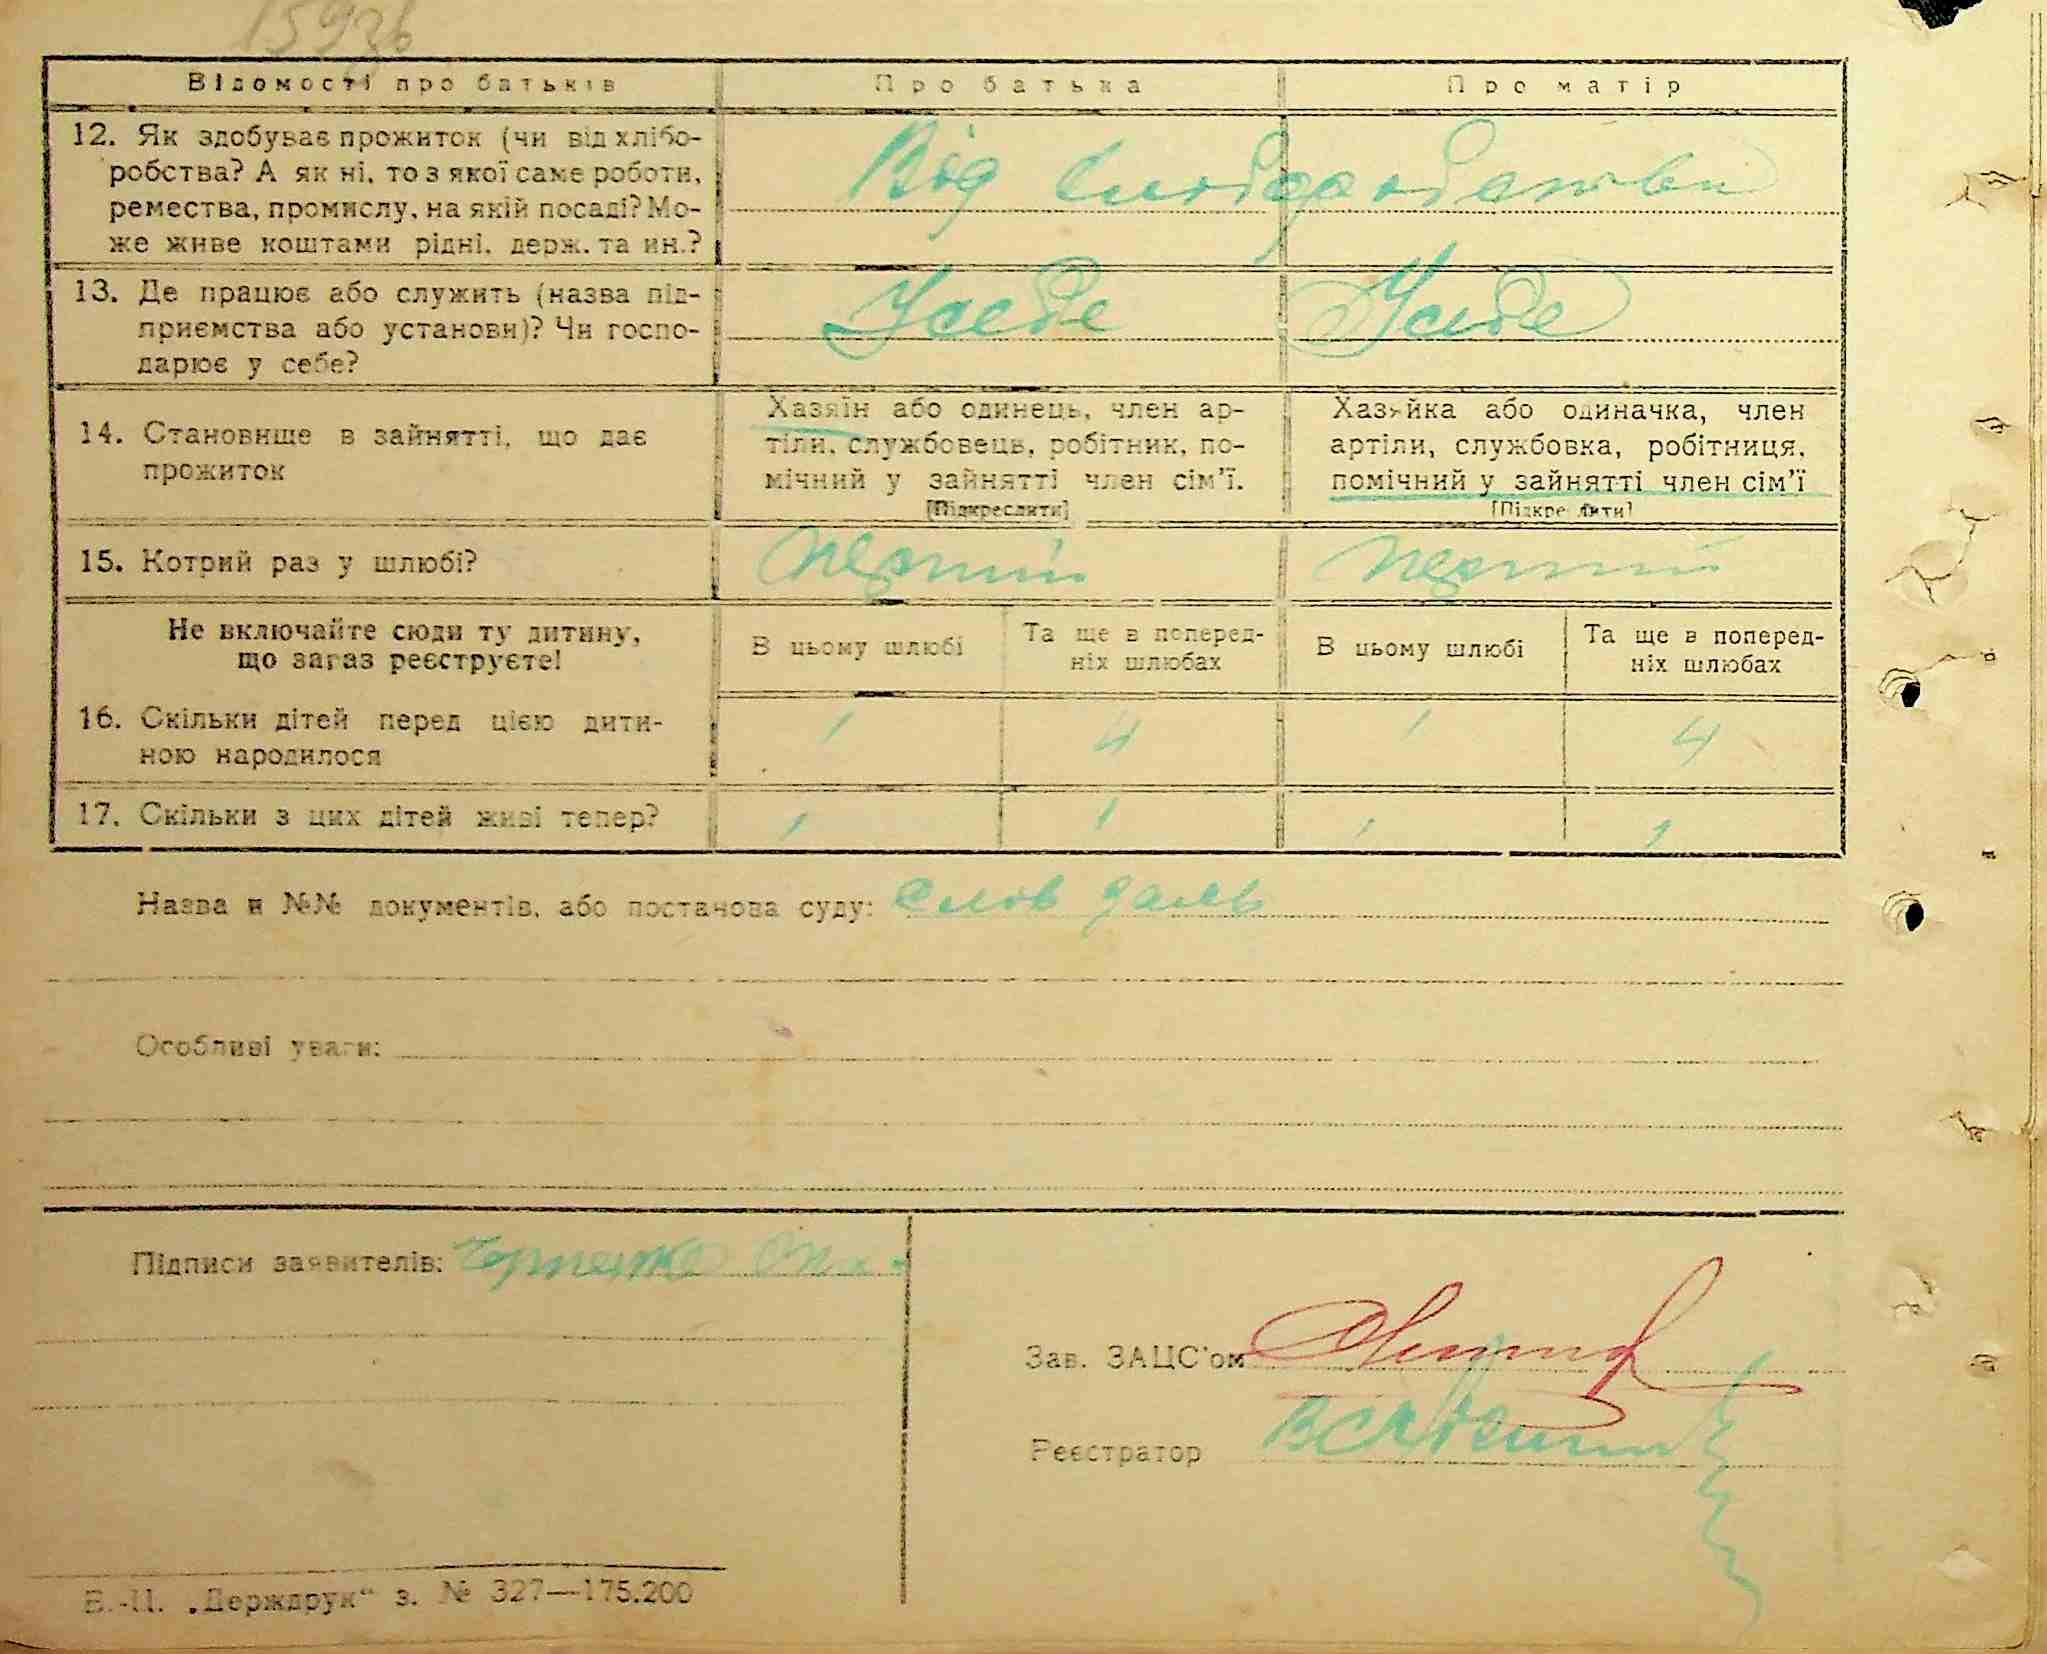 1593б
Відомості про батьків Про батька Про матір
12. Як здобуває прожиток (чи від хлібо-
робства? А як ні, то з якої саме роботи,
ремества, промислу, на якій посаді? Мо-
же живе коштами рідні, держ. та ин.?
Від хлібробства
13. Де працює або служить (назва під-
приємства або установи)? Чи госпо-
дарює у себе?
У себе У себе
14. Становище в зайнятті, що дає
прожиток
Хазяїн або одинець, член ар-
тіли, службовець, робітник, по-
мічний у зайнятті член сім'ї.
[Підкреслити]
Хазяйка або одиначка, член
артіли, службовка, робітниця,
помічний у зайнятті член сім'ї
[Підкреслити]
15. Котрий раз у шлюбі? перший перший
Не включайте сюди ту дитину,
що зараз реєструєте!
В цьому шлюбі Та ще в поперед-
ніх шлюбах В цьому шлюбі Та ще в поперед-
ніх шлюбах
16. Скільки дітей перед цією дити-
ною народилося
1 4 1 4
17. Скільки з цих дітей живі тепер? 1 1 1 1
Назва и №№ документів, або постанова суду:
Особливі уваги:
Підписи заявителів:
Зав. ЗАЦС'ом
Реєстратор
В.-Ц. „Держдрук" з. № 327—175.200